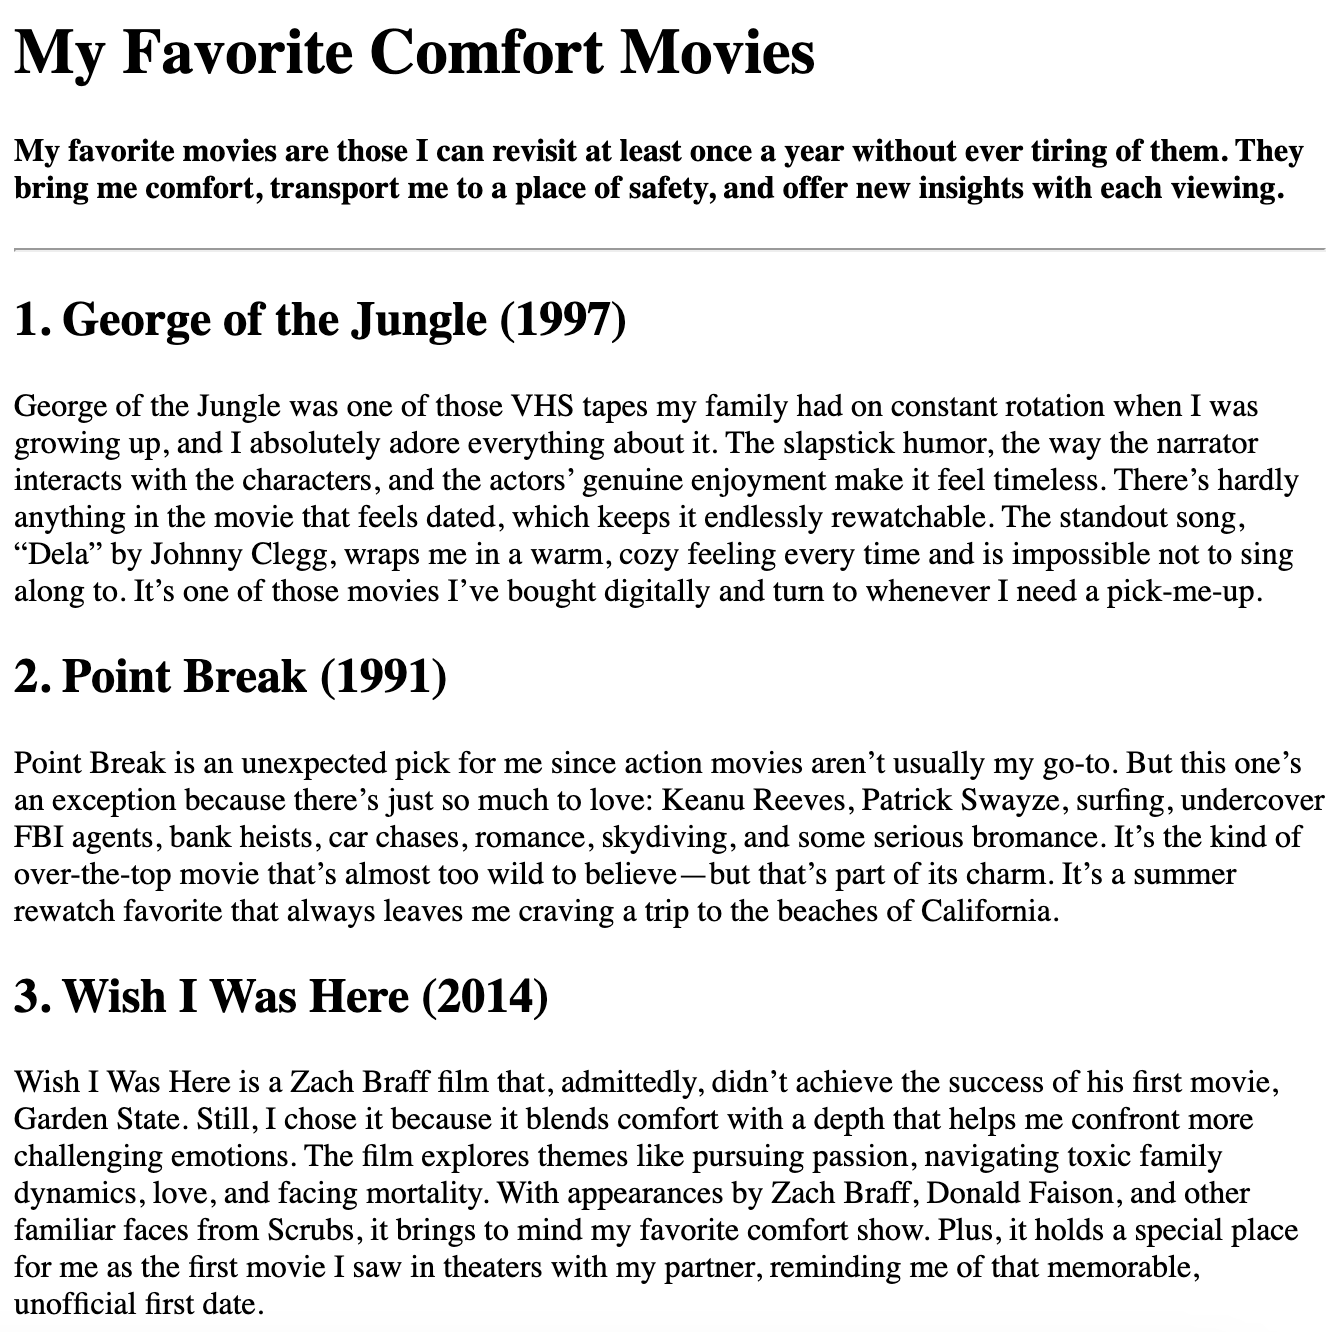 My Favorite Comfort Movies
My favorite movies are those I can revisit at least once a year without ever tiring of them. They
bring me comfort, transport me to a place of safety, and offer new insights with each viewing.
1. George of the Jungle (1997)
George of the Jungle was one of those VHS tapes my family had on constant rotation when I was
growing up, and I absolutely adore everything about it. The slapstick humor, the way the narrator
interacts with the characters, and the actors’ genuine enjoyment make it feel timeless. There’s hardly
anything in the movie that feels dated, which keeps it endlessly rewatchable. The standout song,
“Dela” by Johnny Clegg, wraps me in a warm, cozy feeling every time and is impossible not to sing
along to. It’s one of those movies I’ve bought digitally and turn to whenever I need a pick-me-up.
2. Point Break (1991)
Point Break is an unexpected pick for me since action movies aren’t usually my go-to. But this one’s
an exception because there’s just so much to love: Keanu Reeves, Patrick Swayze, surfing, undercover
FBI agents, bank heists, car chases, romance, skydiving, and some serious bromance. It’s the kind of
over-the-top movie that’s almost too wild to believe—but that’s part of its charm. It’s a summer
rewatch favorite that always leaves me craving a trip to the beaches of California.
3. Wish I Was Here (2014)
Wish I Was Here is a Zach Braff film that, admittedly, didn’t achieve the success of his first movie,
Garden State. Still, I chose it because it blends comfort with a depth that helps me confront more
challenging emotions. The film explores themes like pursuing passion, navigating toxic family
dynamics, love, and facing mortality. With appearances by Zach Braff, Donald Faison, and other
familiar faces from Scrubs, it brings to mind my favorite comfort show. Plus, it holds a special place
for me as the first movie I saw in theaters with my partner, reminding me of that memorable,
unofficial first date.